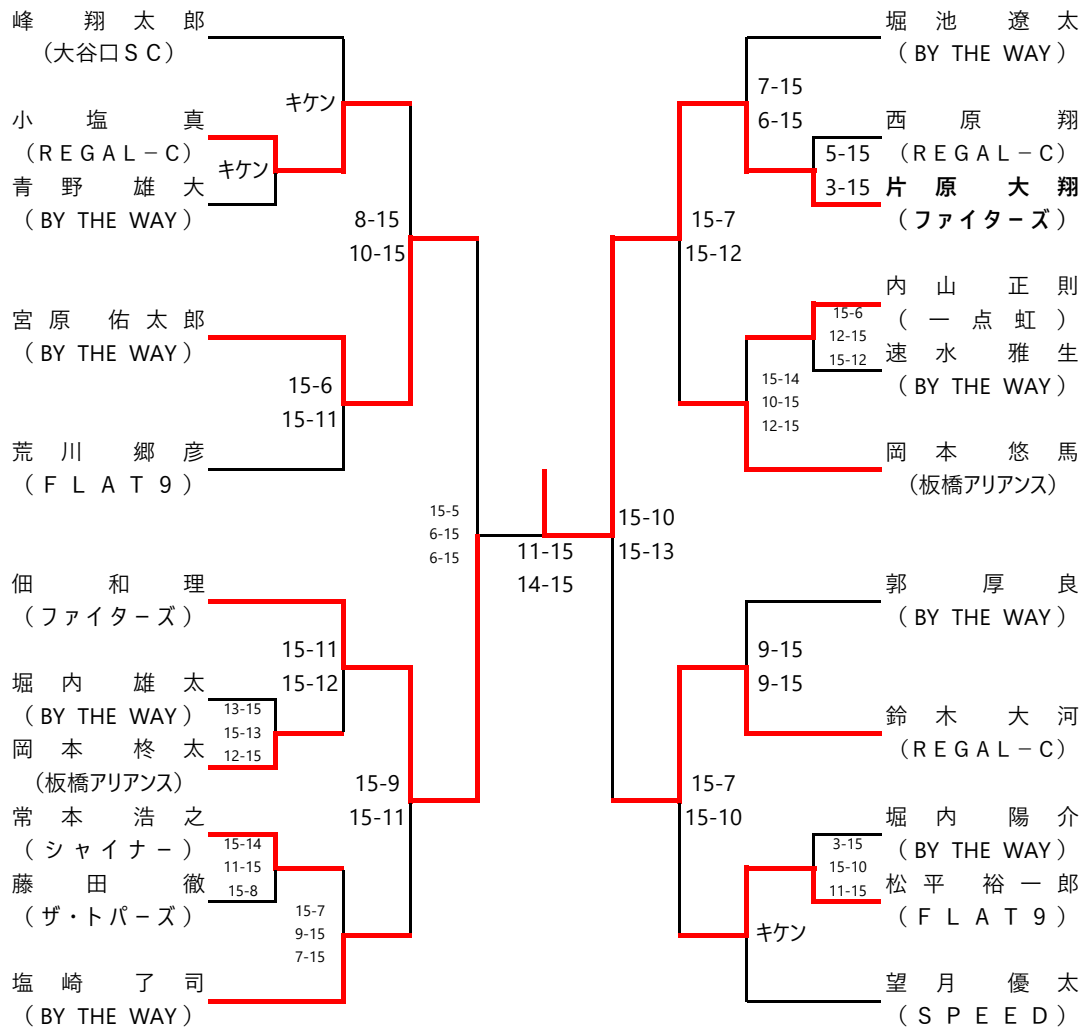 峰 翔 太 郎
（大谷口ＳＣ）
キケン
小 塩 真
（ＲＥＧＡＬ－Ｃ）
キケン
青 野 雄 大
（BY THE WAY）
8-15
10-15
宮 原 佑 太 郎
（BY THE WAY）
15-6
15-11
荒 川 郷 彦
（ＦＬＡＴ９）
15-5
6-15
6-15
佃 和 理
（ファイターズ）
15-11
15-12
堀 内 雄 太
（BY THE WAY）
13-15
15-13
12-15
岡 本 柊 太
（板橋アリアンス）
15-9
15-11
常 本 浩 之
（シャイナー）
15-14
11-15
15-8
藤 田 徹
（ザ・トパーズ）
15-7
9-15
7-15
塩 崎 了 司
（BY THE WAY）
11-15
14-15
堀 池 遼 太
（BY THE WAY）
7-15
6-15
西 原 翔
（ＲＥＧＡＬ－Ｃ）
5-15
3-15
片 原 大 翔
（ファイターズ）
15-7
15-12
内 山 正 則
（一点虹）
15-6
12-15
15-12
速 水 雅 生
（BY THE WAY）
15-14
10-15
12-15
岡 本 悠 馬
（板橋アリアンス）
15-10
15-13
郭 厚 良
（BY THE WAY）
9-15
9-15
鈴 木 大 河
（ＲＥＧＡＬ－Ｃ）
15-7
15-10
堀 内 陽 介
（BY THE WAY）
3-15
15-10
11-15
松 平 裕 一 郎
（ＦＬＡＴ９）
キケン
望 月 優 太
（ＳＰＥＥＤ）